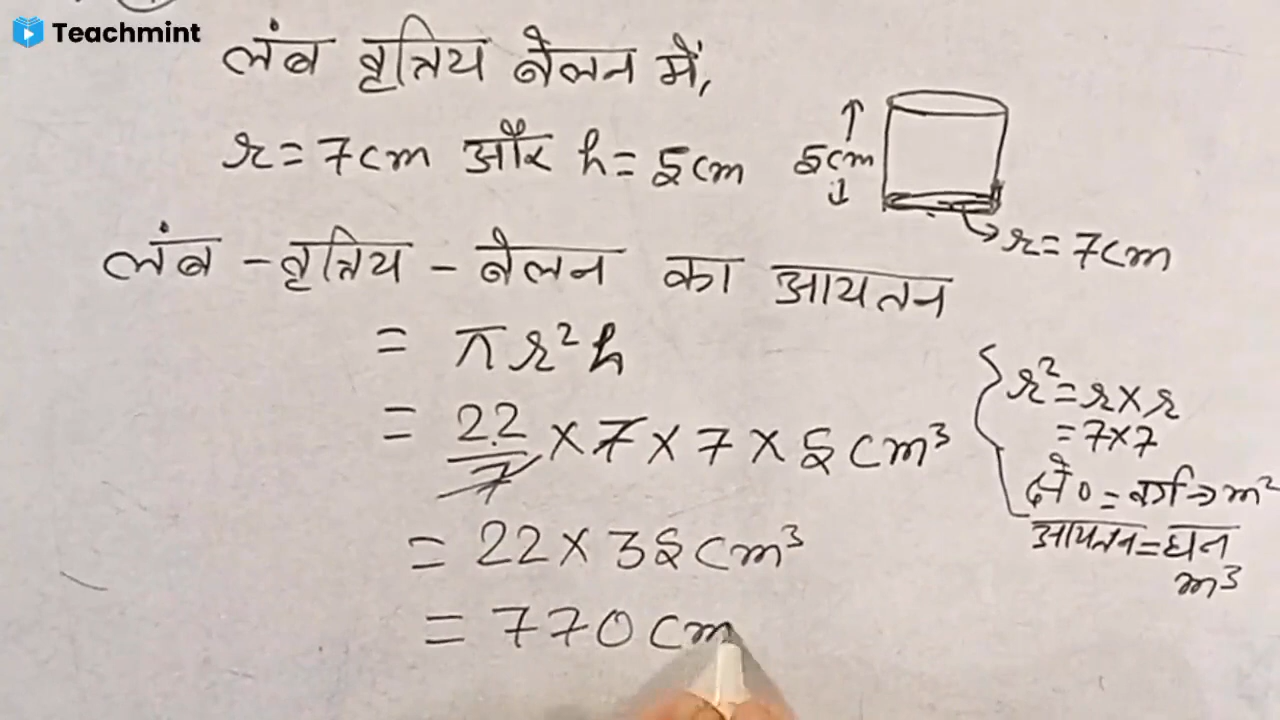 Teachmint
लंब वृत्तिय बेलन में,
r = 7cm और h = 5cm
5cm
r = 7cm
लंब - वृत्तिय - बेलन का आयतन
= πr²h
= 22/7 × 7 × 7 × 5 cm³
= 22 × 35 cm³
= 770 cm
r² = r × r
= 7 × 7
क्षे० = वर्ग → m²
आयतन = घन
m³